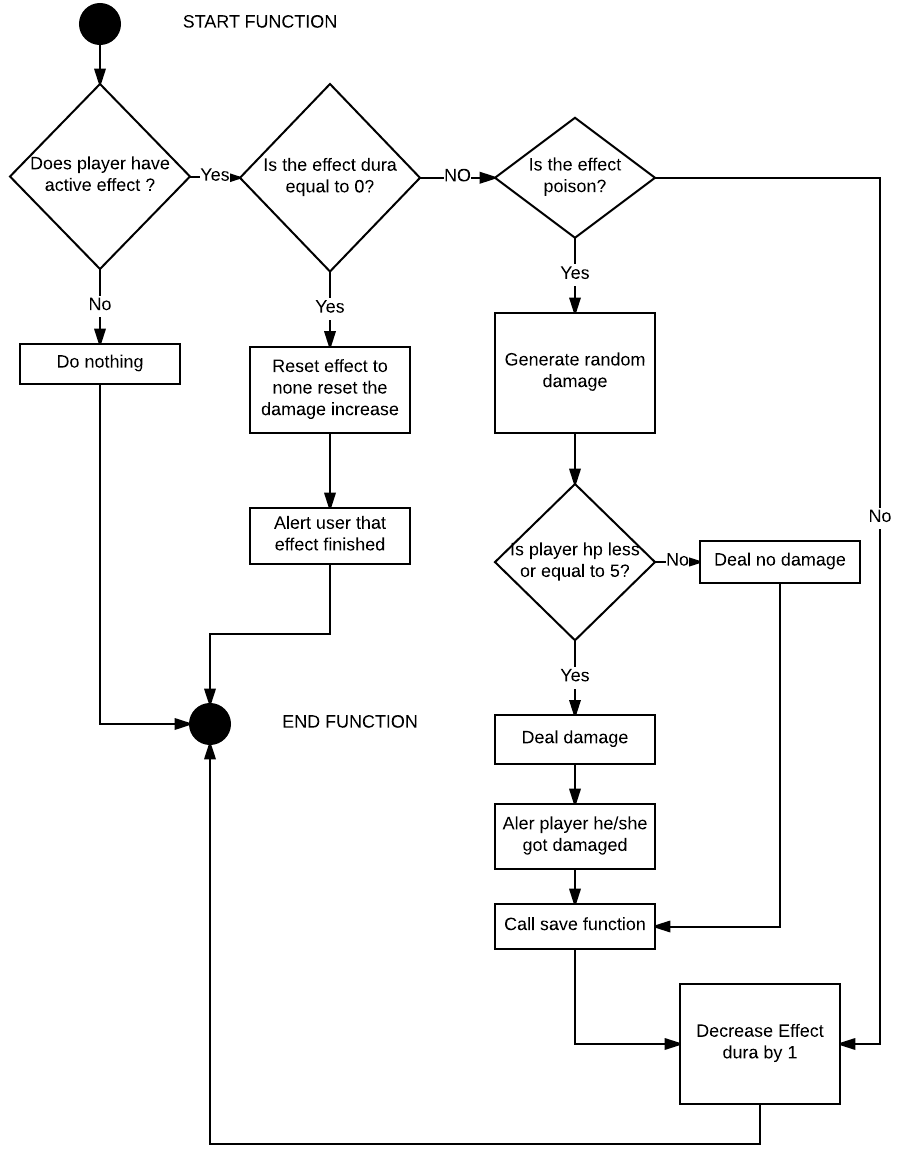 START FUNCTION
Does player have
active effect ?
Yes
Is the effect dura
equal to 0?
NO
Is the effect
poison?
No
Yes
Yes
Do nothing
Reset effect to
none reset the
damage increase
Generate random
damage
Alert user that
effect finished
No
Is player hp less
or equal to 5?
No
Deal no damage
Yes
END FUNCTION
Deal damage
Aler player he/she
got damaged
Call save function
Decrease Effect
dura by 1